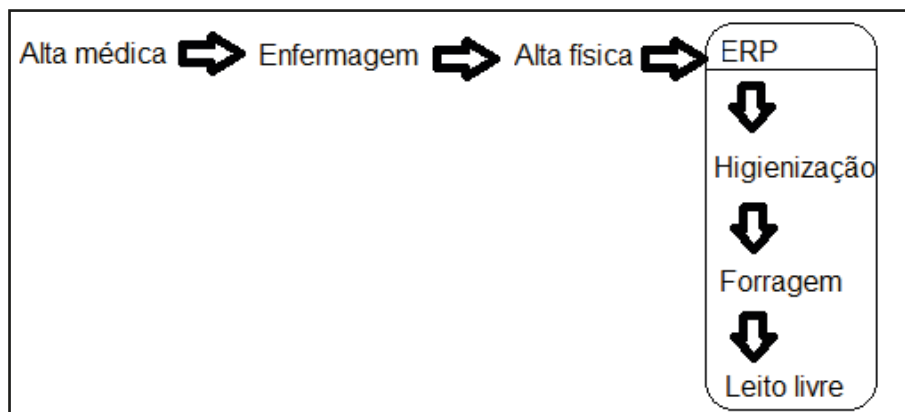 Alta médica Enfermagem Alta física ERP
Higienização
Forragem
Leito livre